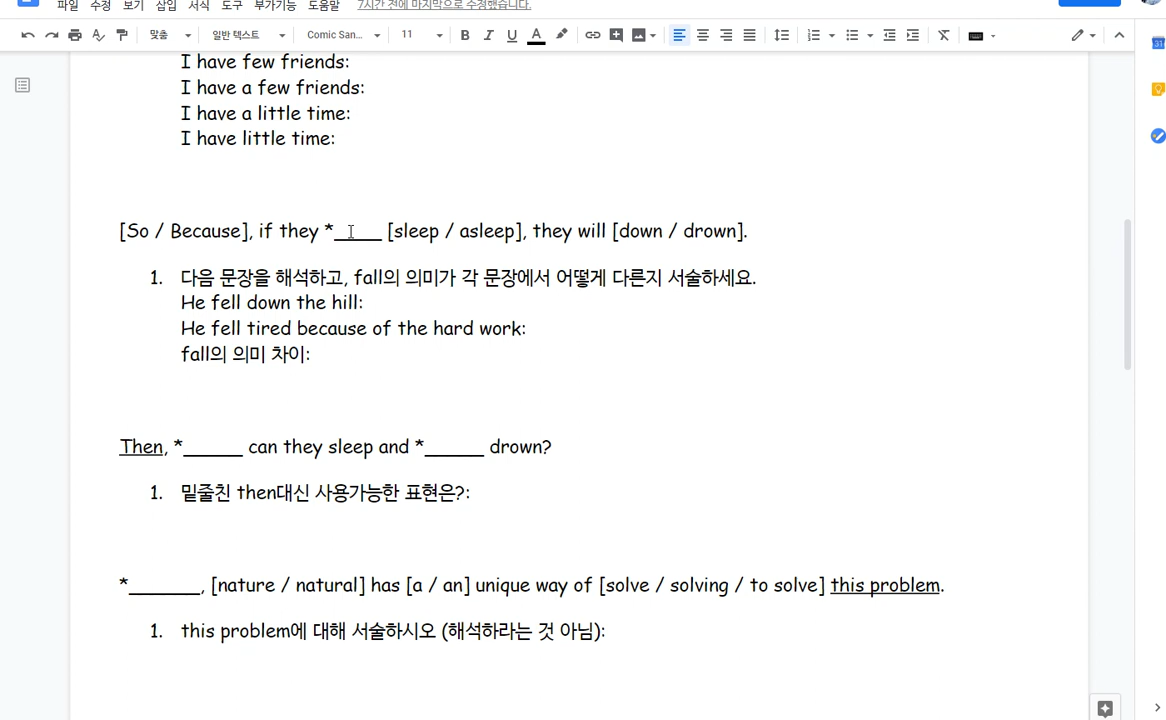 파일 수정 보기 삽입 서식 도구 부가기능 도움말 7시간 전에 마지막으로 수정했습니다.
맞춤 일반 텍스트 Comic San... 11
I have few friends:
I have a few friends:
I have a little time:
I have little time:
[So / Because], if they *_____ [sleep / asleep], they will [down / drown].
1. 다음 문장을 해석하고, fall의 의미가 각 문장에서 어떻게 다른지 서술하세요.
He fell down the hill:
He fell tired because of the hard work:
fall의 의미 차이:
Then, *______ can they sleep and *______ drown?
1. 밑줄친 then대신 사용가능한 표현은?:
*_______, [nature / natural] has [a / an] unique way of [solve / solving / to solve] this problem.
1. this problem에 대해 서술하시오 (해석하라는 것 아님):